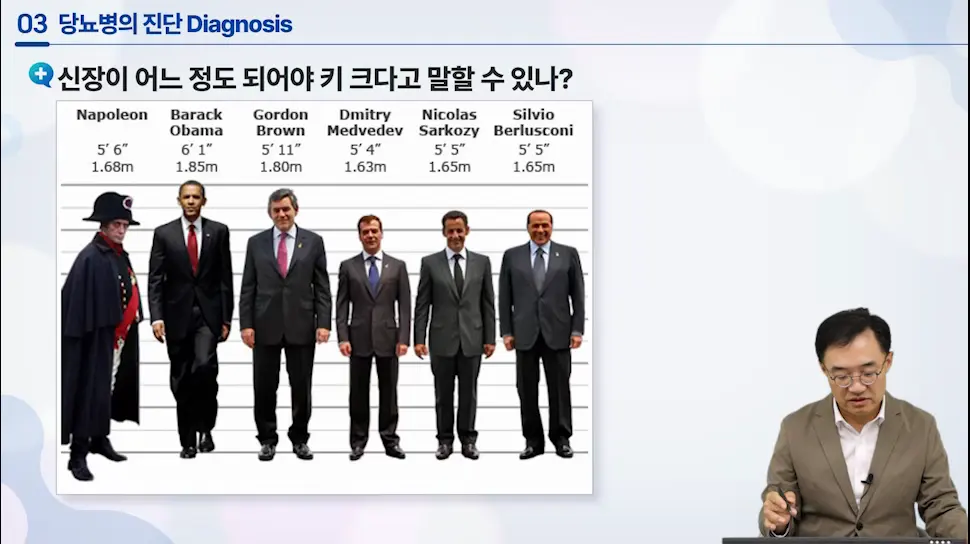 03 당뇨병의 진단 Diagnosis
신장이 어느 정도 되어야 키 크다고 말할 수 있나?
Napoleon
5' 6”
1.68m
Barack
Obama
6' 1”
1.85m
Gordon
Brown
5' 11”
1.80m
Dmitry
Medvedev
5' 4”
1.63m
Nicolas
Sarkozy
5' 5”
1.65m
Silvio
Berlusconi
5' 5”
1.65m